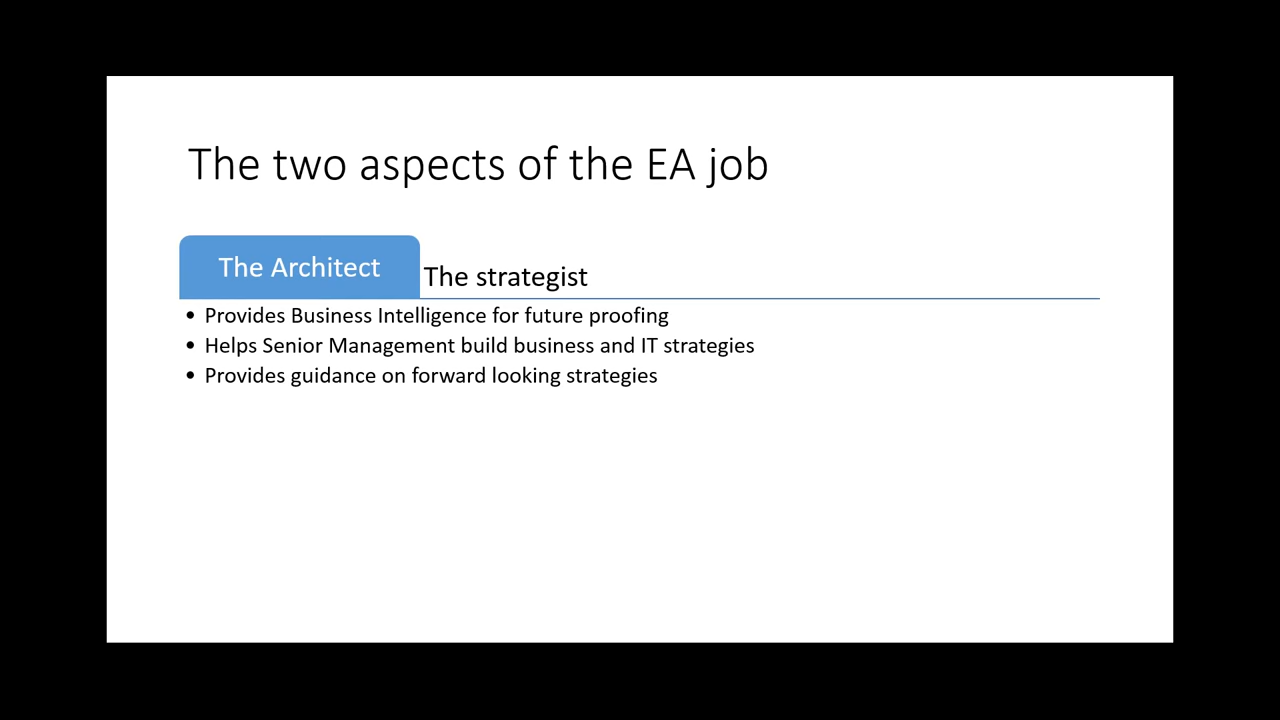 The two aspects of the EA job
The Architect
The strategist
• Provides Business Intelligence for future proofing
• Helps Senior Management build business and IT strategies
• Provides guidance on forward looking strategies